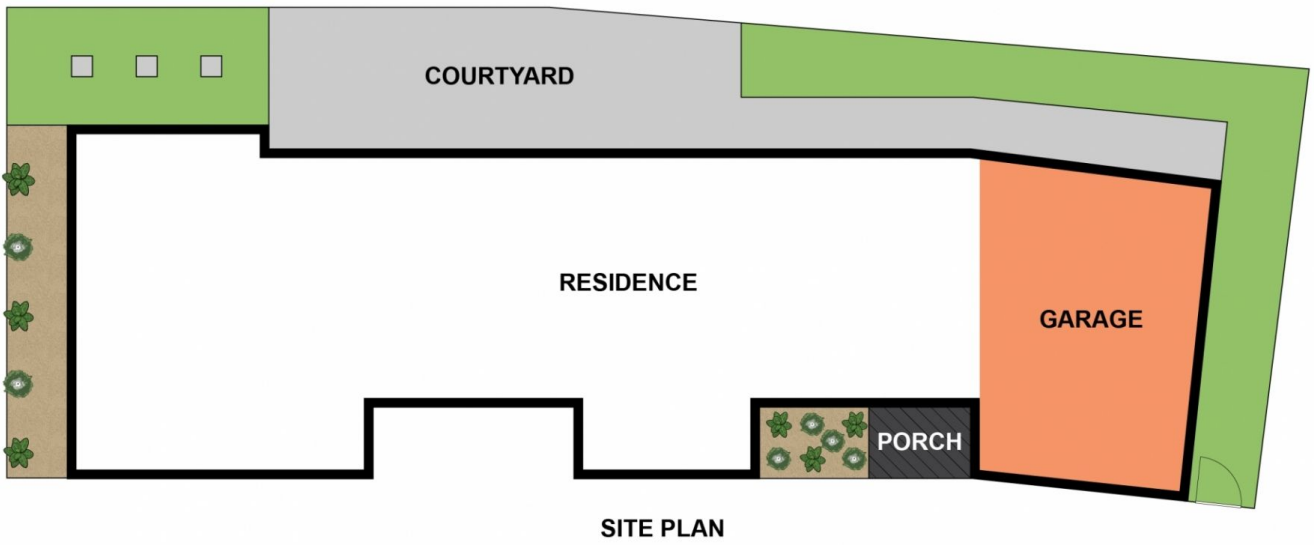 COURTYARD
RESIDENCE
GARAGE
PORCH
SITE PLAN